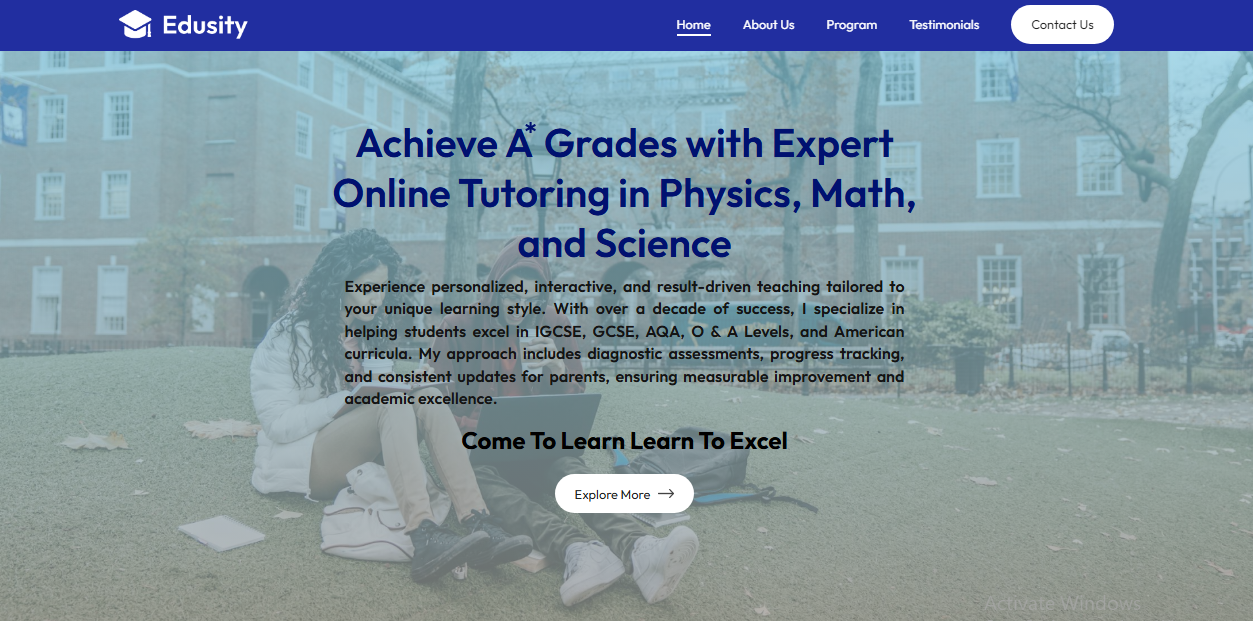 Edusity
Home About Us Program Testimonials Contact Us
Achieve A* Grades with Expert
Online Tutoring in Physics, Math,
and Science
Experience personalized, interactive, and result-driven teaching tailored to
your unique learning style. With over a decade of success, I specialize in
helping students excel in IGCSE, GCSE, AQA, O & A Levels, and American
curricula. My approach includes diagnostic assessments, progress tracking,
and consistent updates for parents, ensuring measurable improvement and
academic excellence.
Come To Learn Learn To Excel
Explore More
Activate Windows